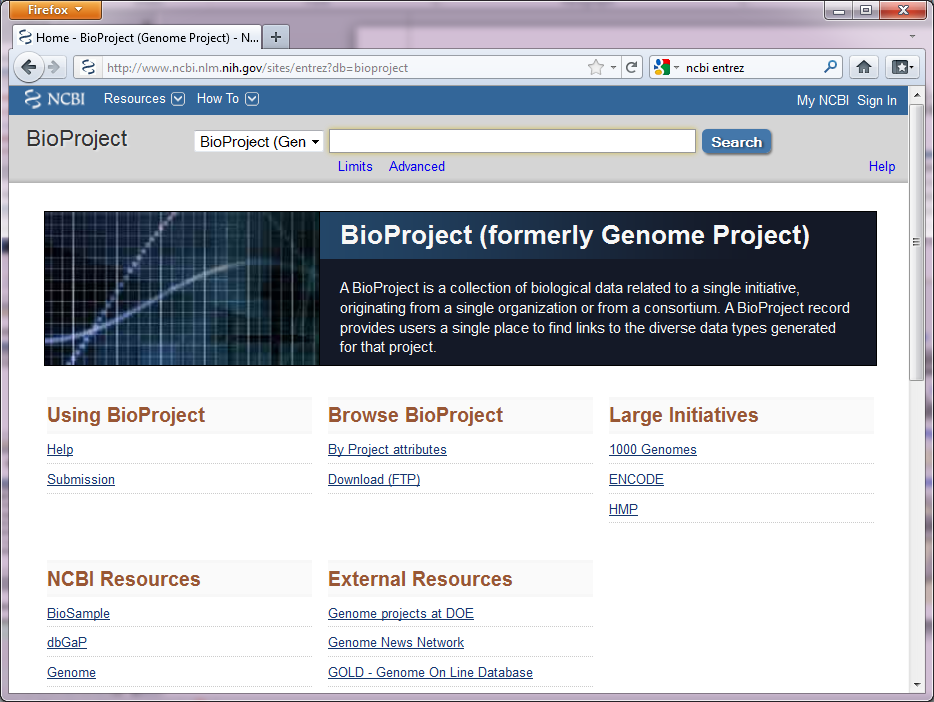 Firefox
Home - BioProject (Genome Project) - N...
http://www.ncbi.nlm.nih.gov/sites/entrez?db=bioproject
ncbi entrez
NCBI Resources How To My NCBI Sign In
BioProject BioProject (Gen Search
Limits Advanced Help
BioProject (formerly Genome Project)
A BioProject is a collection of biological data related to a single initiative,
originating from a single organization or from a consortium. A BioProject record
provides users a single place to find links to the diverse data types generated
for that project.
Using BioProject
Help
Submission
Browse BioProject
By Project attributes
Download (FTP)
Large Initiatives
1000 Genomes
ENCODE
HMP
NCBI Resources
BioSample
dbGaP
Genome
External Resources
Genome projects at DOE
Genome News Network
GOLD - Genome On Line Database